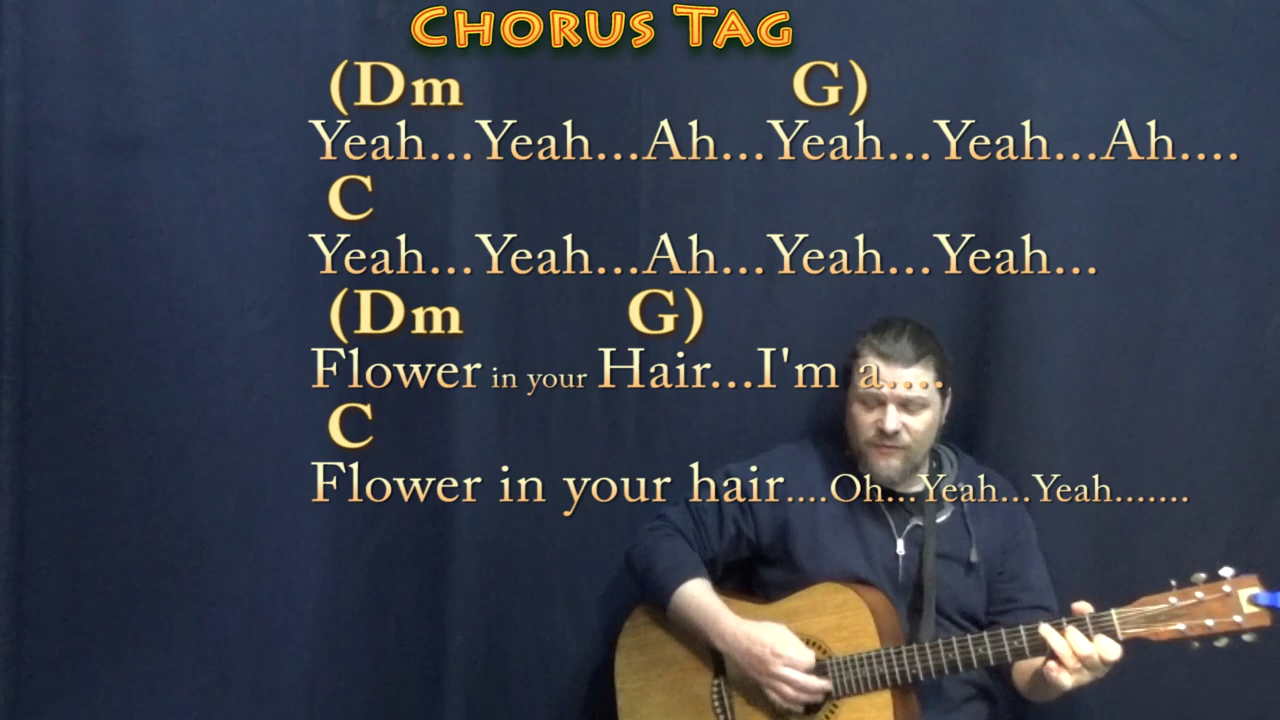 Chorus Tag
(Dm G)
Yeah...Yeah...Ah...Yeah...Yeah...Ah....
C
Yeah...Yeah...Ah...Yeah...Yeah...
(Dm G)
Flower in your Hair...I'm a....
C
Flower in your hair....Oh...Yeah...Yeah.......